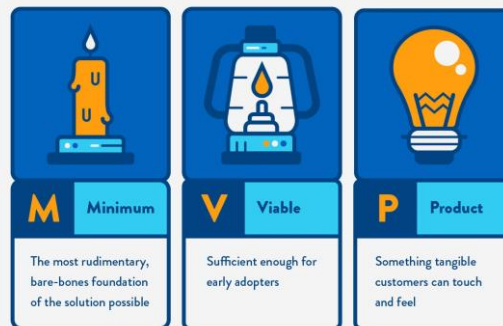 M Minimum
The most rudimentary,
bare-bones foundation
of the solution possible
V Viable
Sufficient enough for
early adopters
P Product
Something tangible
customers can touch
and feel